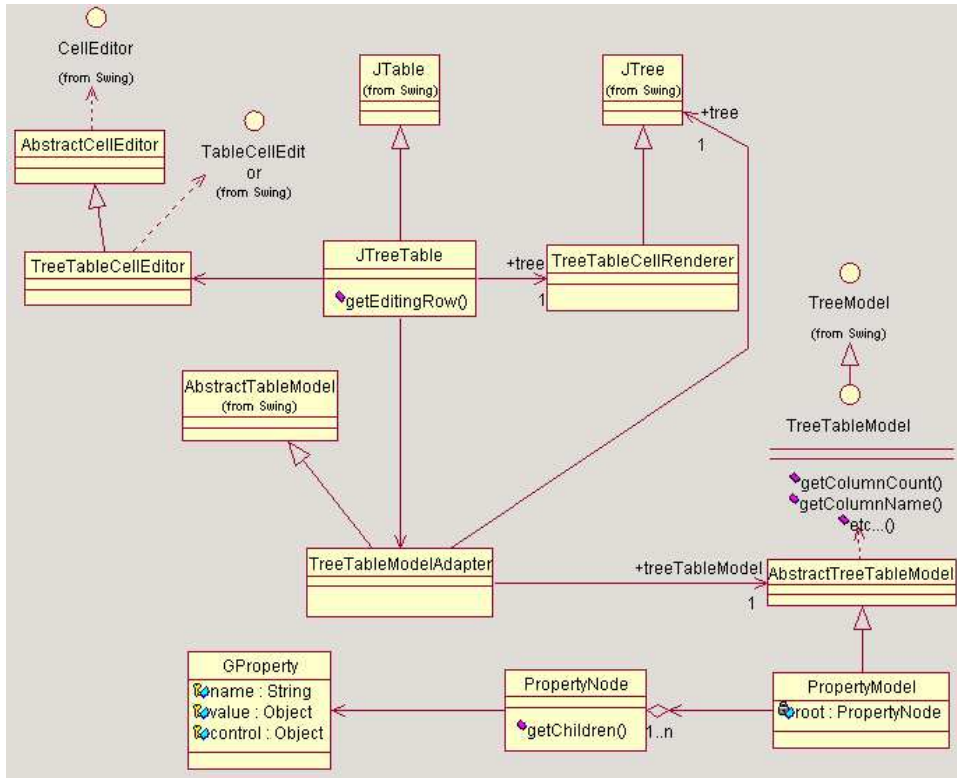 CellEditor
(from Swing)
JTable
(from Swing)
JTree
(from Swing)
+tree
1
AbstractCellEditor
TableCellEdit
or
(from Swing)
TreeTableCellEditor
JTreeTable
getEditingRow()
+tree
1
TreeTableCellRenderer
TreeModel
(from Swing)
AbstractTableModel
(from Swing)
TreeTableModel
getColumnCount()
getColumnName()
etc...()
TreeTableModelAdapter
+treeTableModel
1
AbstractTreeTableModel
GProperty
name : String
value : Object
control : Object
PropertyNode
getChildren()
1..n
PropertyModel
root : PropertyNode